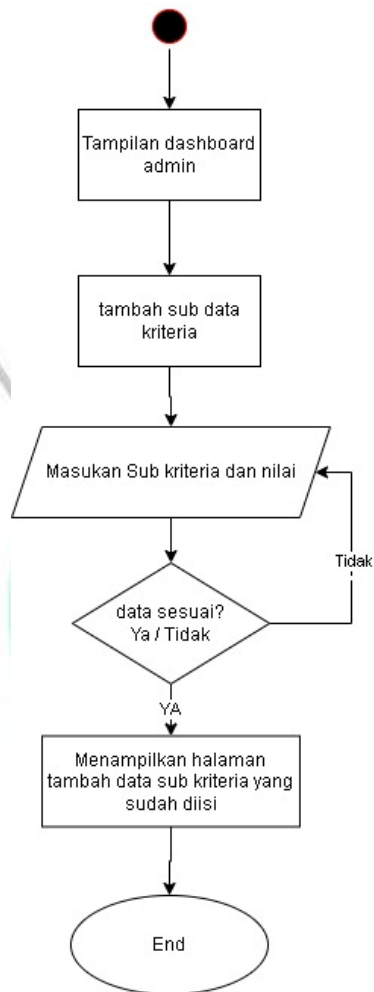 Tampilan dashboard
admin
tambah sub data
kriteria
Masukan Sub kriteria dan nilai
Tidak
data sesuai?
Ya / Tidak
YA
Menampilkan halaman
tambah data sub kriteria yang
sudah diisi
End